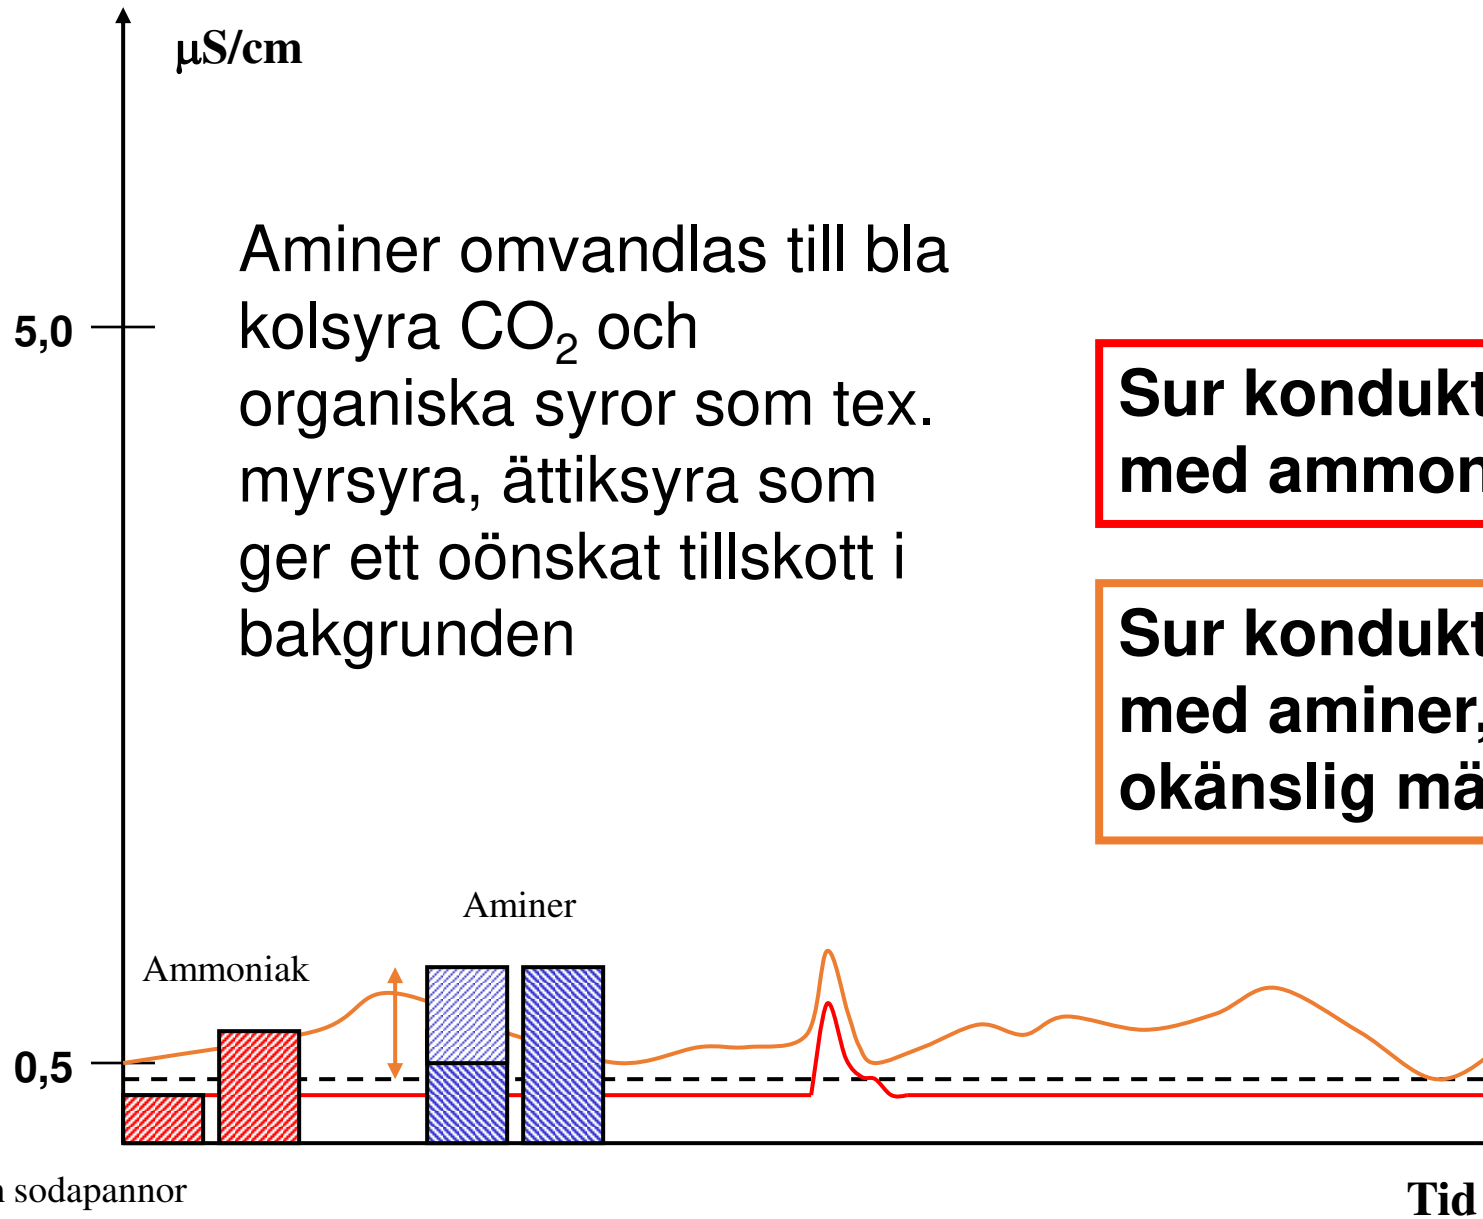 μS/cm
Aminer omvandlas till bla
kolsyra CO₂ och
organiska syror som tex.
myrsyra, ättiksyra som
ger ett oönskat tillskott i
bakgrunden
5,0
Sur kondukt
med ammon
Sur kondukt
med aminer,
okänslig mä
Aminer
Ammoniak
0,5
sodapannor
Tid